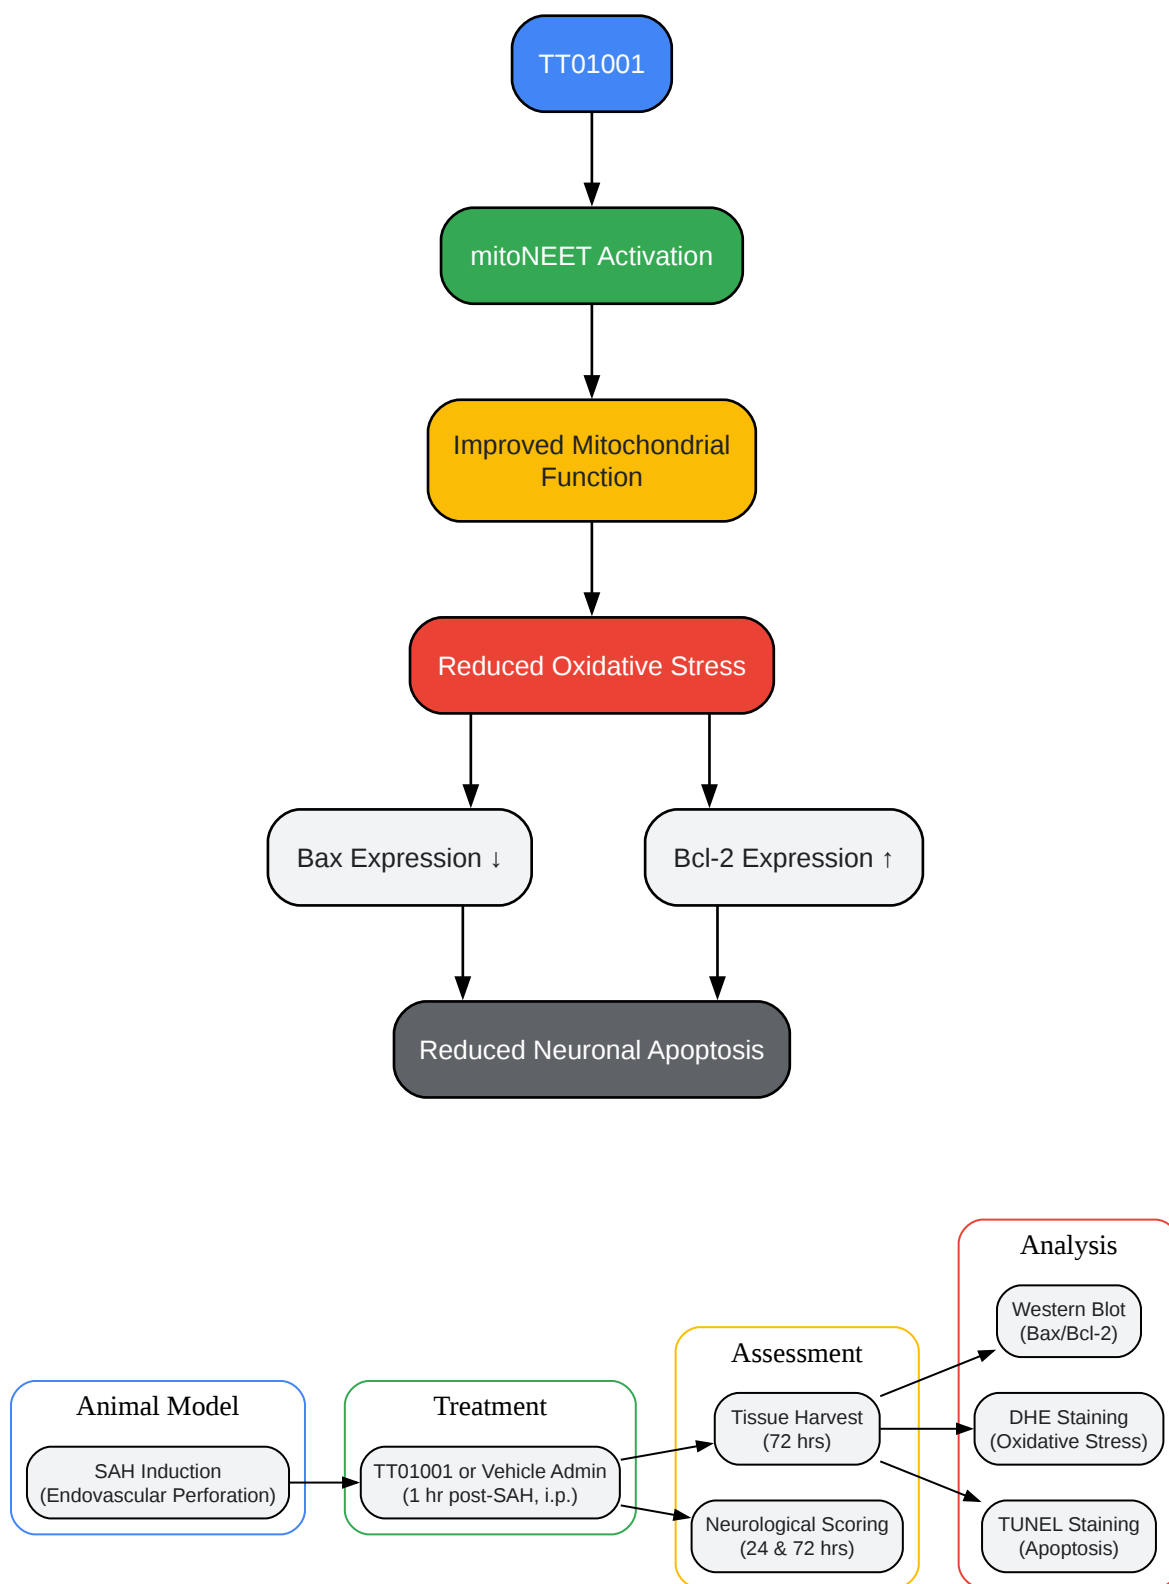 TT01001
mitoNEET Activation
Improved Mitochondrial
Function
Reduced Oxidative Stress
Bax Expression ↓
Bcl-2 Expression ↑
Reduced Neuronal Apoptosis
Animal Model
SAH Induction
(Endovascular Perforation)
Treatment
TT01001 or Vehicle Admin
(1 hr post-SAH, i.p.)
Assessment
Tissue Harvest
(72 hrs)
Neurological Scoring
(24 & 72 hrs)
Analysis
Western Blot
(Bax/Bcl-2)
DHE Staining
(Oxidative Stress)
TUNEL Staining
(Apoptosis)